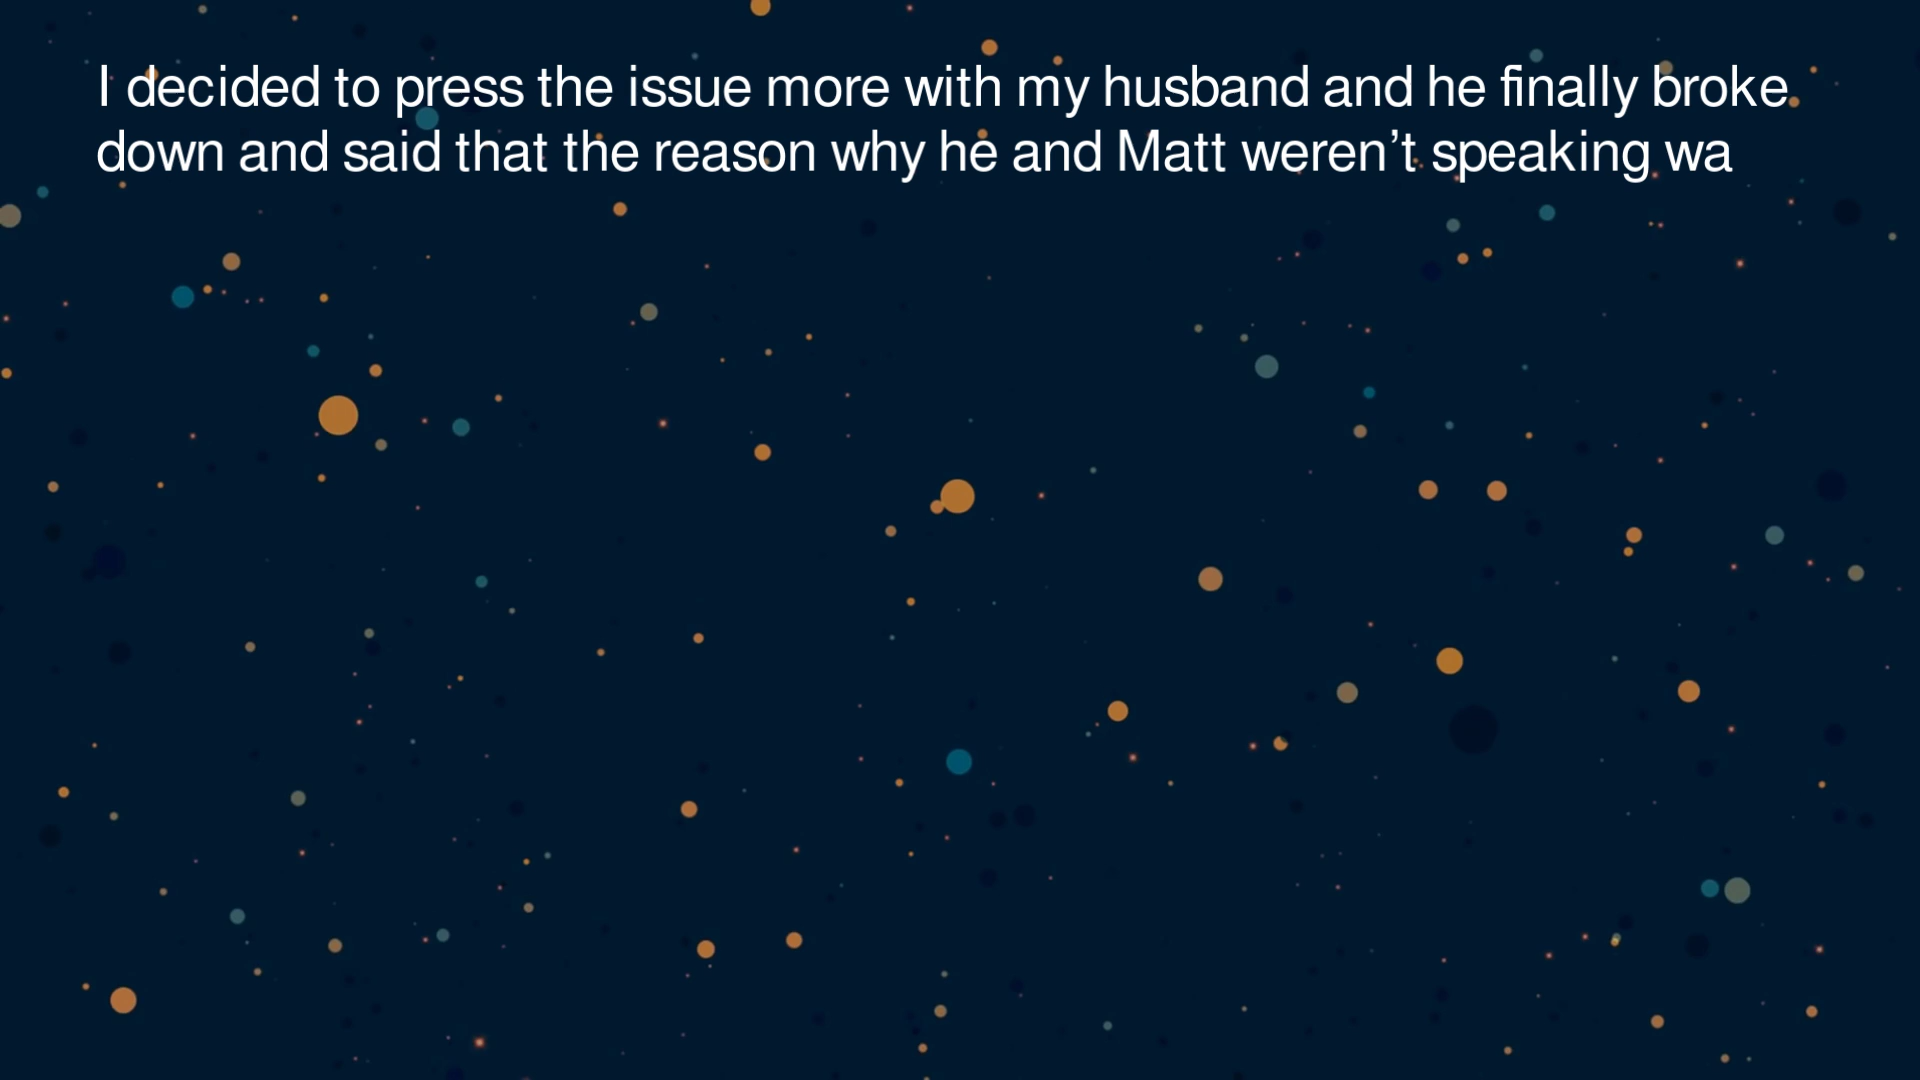 I decided to press the issue more with my husband and he finally broke
down and said that the reason why he and Matt weren’t speaking wa